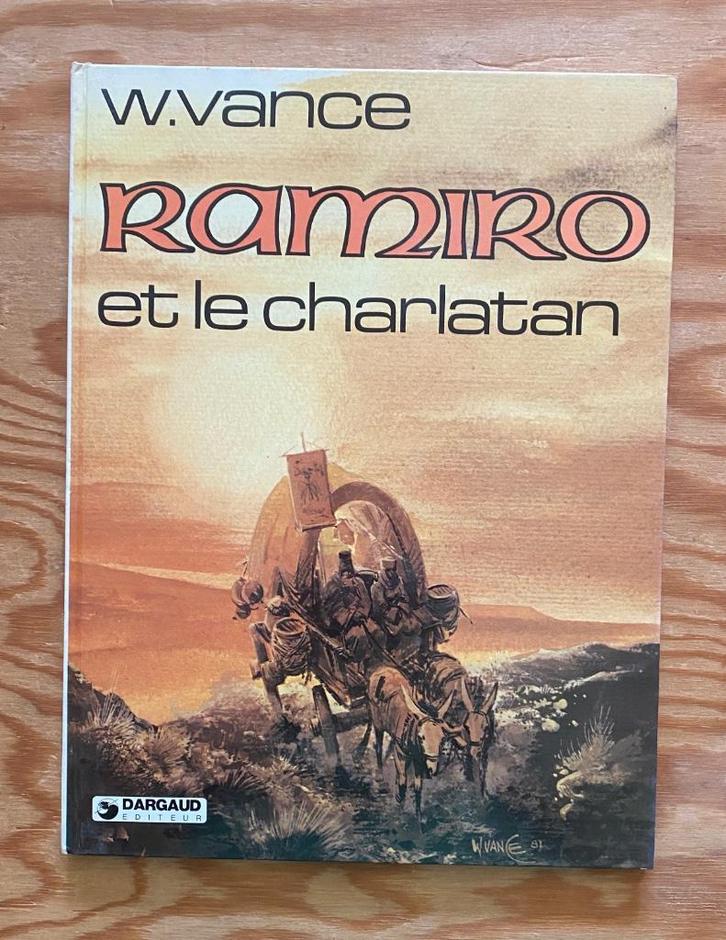 W.vance
Ramiro
et le charlatan
DARGAUD
EDITEUR
W.VANCE 81